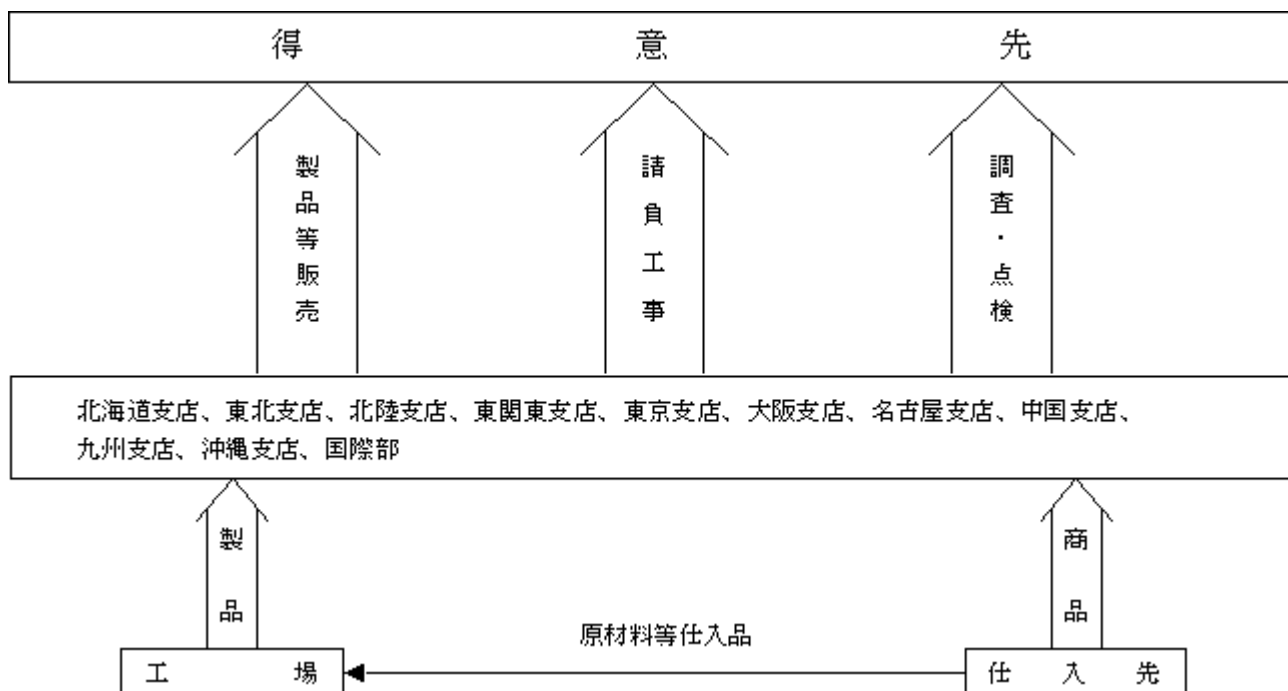 得意先
製品等販売
請負工事
調査・点検
北海道支店、東北支店、北陸支店、東関東支店、東京支店、大阪支店、名古屋支店、中国支店、
九州支店、沖縄支店、国際部
製品
商品
原材料等仕入品
工場
仕入先